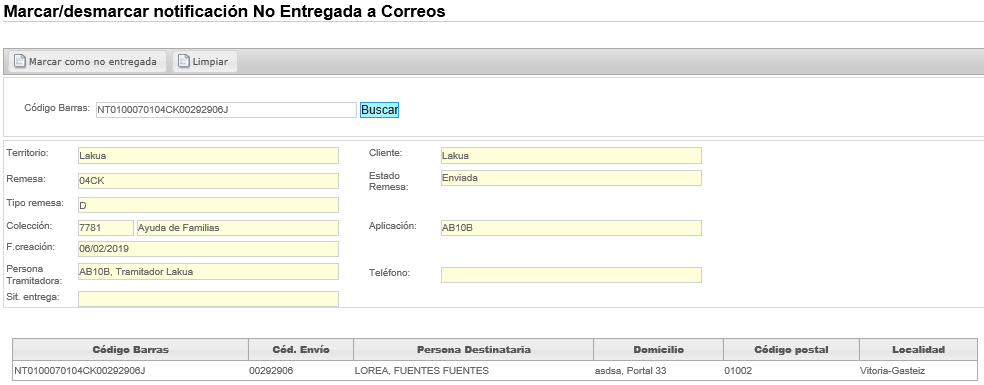 Marcar/desmarcar notificación No Entregada a Correos
Marcar como no entregada Limpiar
Código Barras: NT0100070104CK00292906J Buscar
Territorio: Lakua Cliente: Lakua
Remesa: 04CK Estado Remesa: Enviada
Tipo remesa: D
Colección: 7781 Ayuda de Familias Aplicación: AB10B
F.creación: 06/02/2019
Persona Tramitadora: AB10B, Tramitador Lakua Teléfono:
Sit. entrega:
Código Barras Cód. Envío Persona Destinataria Domicilio Código postal Localidad
NT0100070104CK00292906J 00292906 LOREA, FUENTES FUENTES asdsa, Portal 33 01002 Vitoria-Gasteiz